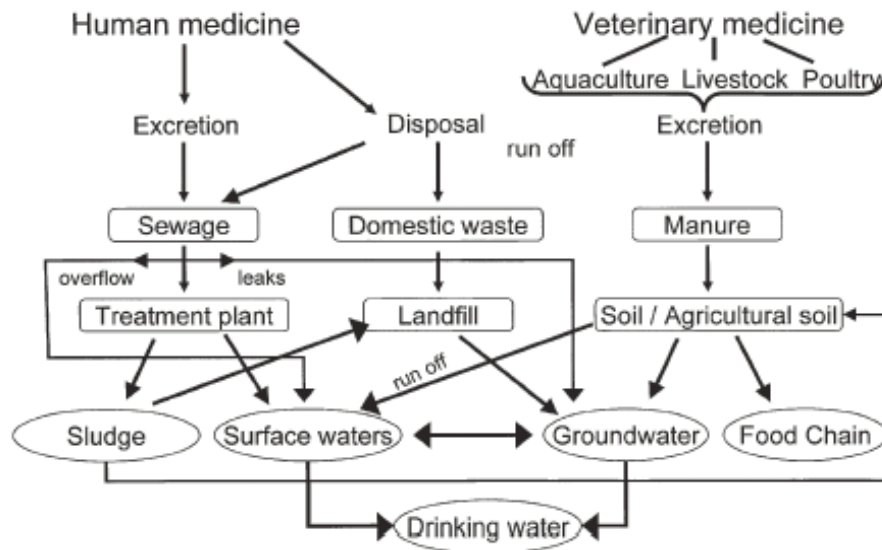 Human medicine
Veterinary medicine
Aquaculture Livestock Poultry
Excretion
Disposal
run off
Excretion
Sewage
Domestic waste
Manure
overflow
leaks
Treatment plant
Landfill
Soil / Agricultural soil
run off
Sludge
Surface waters
Groundwater
Food Chain
Drinking water